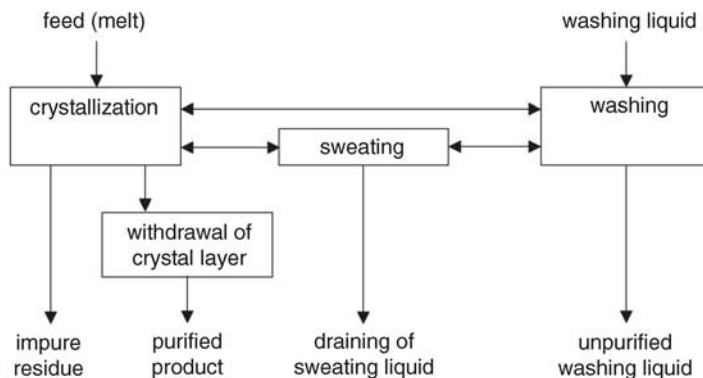 feed (melt)
washing liquid
crystallization
washing
sweating
withdrawal of
crystal layer
impure
residue
purified
product
draining of
sweating liquid
unpurified
washing liquid